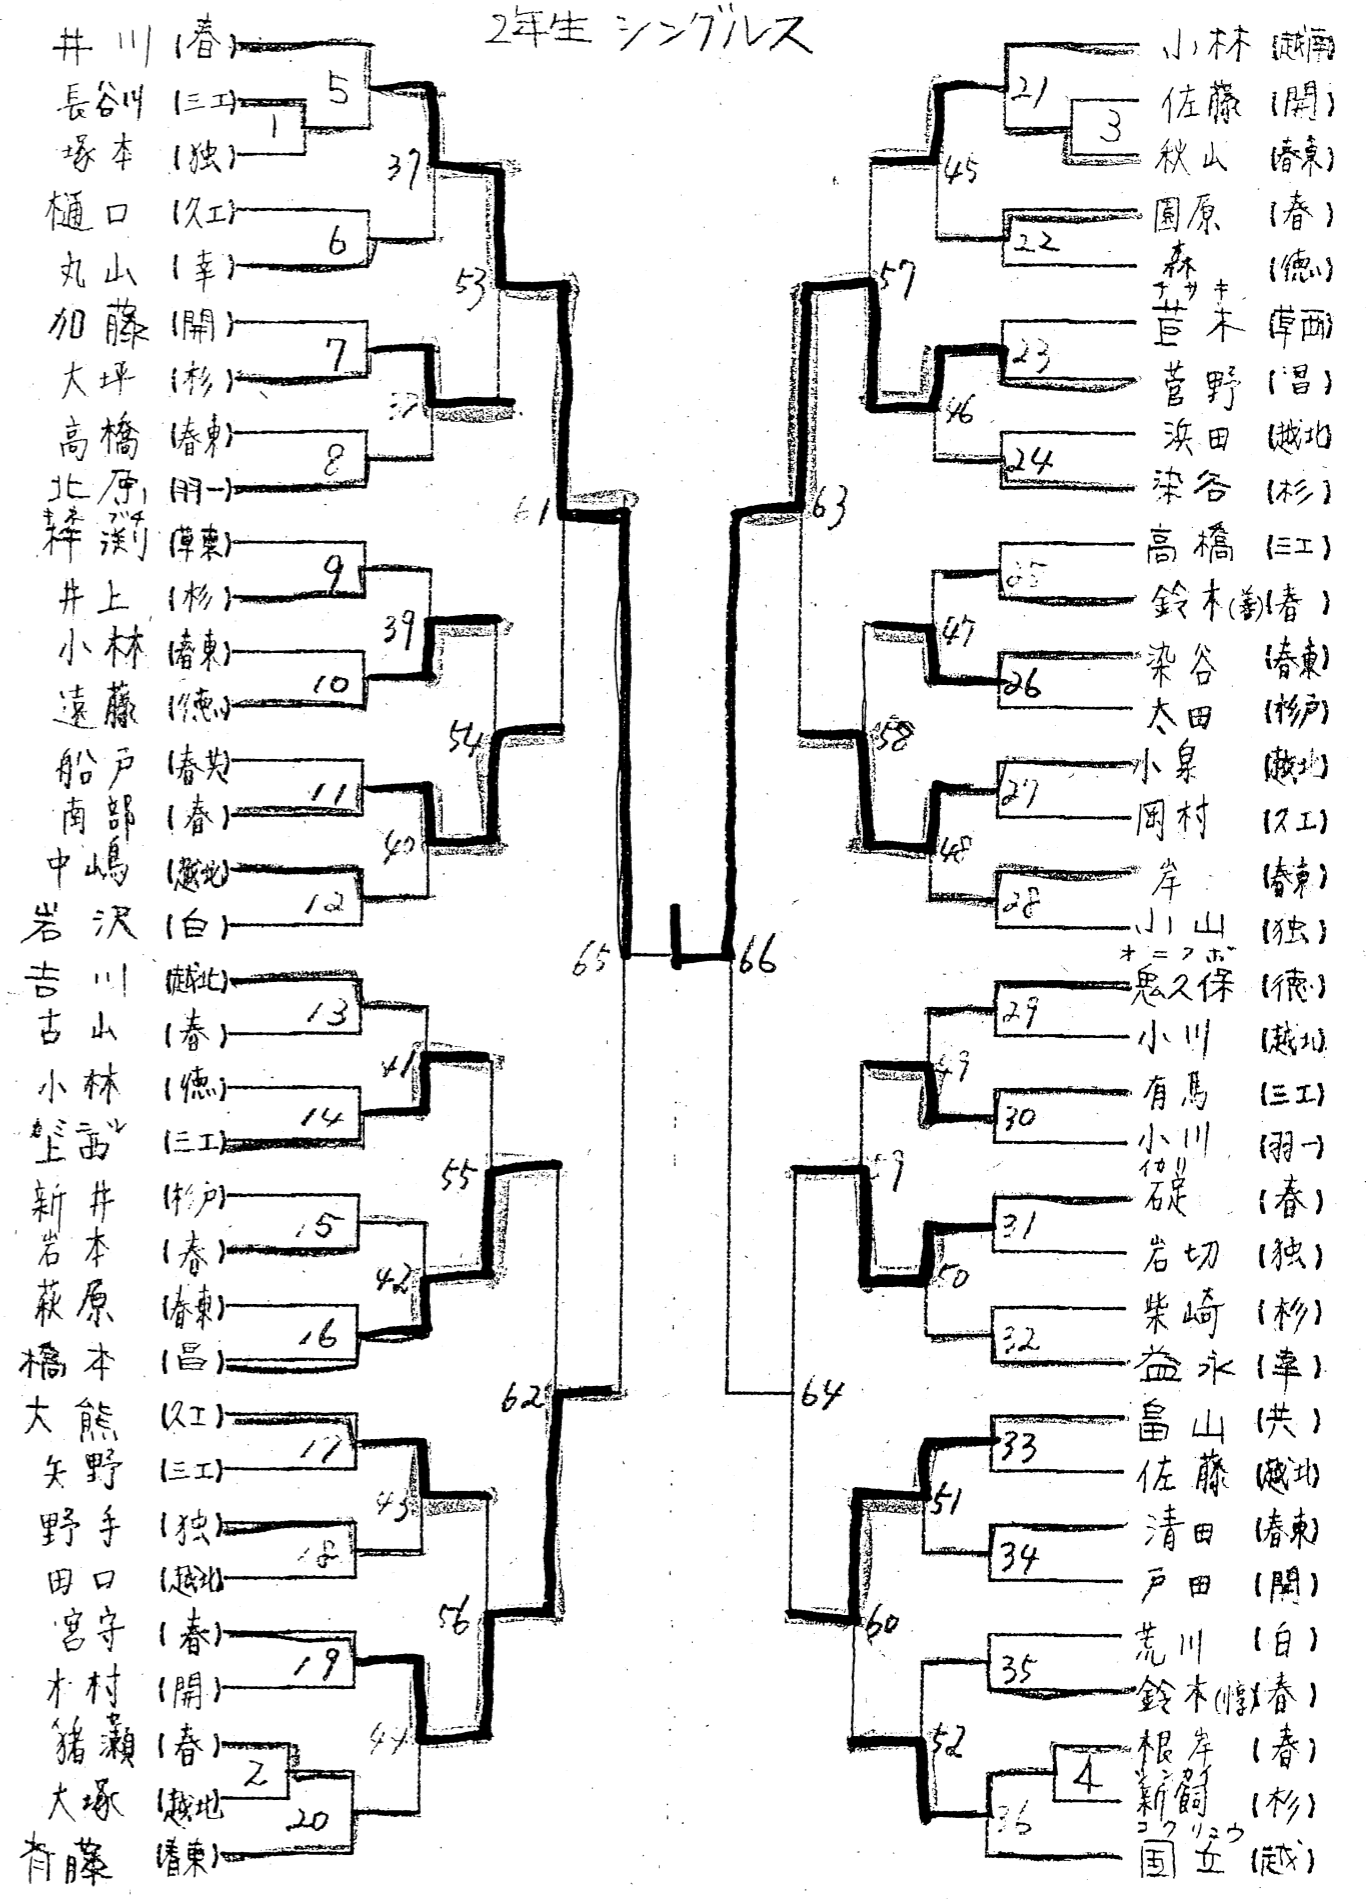 2年生 シングルス
井川 (春)
長谷川 (三工)
塚本 (独)
樋口 (久工)
丸山 (幸)
加藤 (開)
大坪 (杉)
高橋 (春東)
北原 (羽一)
井上 (杉)
小林 (春東)
遠藤 (徳)
船戸 (春共)
南部 (春)
中嶋 (越北)
岩沢 (白)
吉川 (越北)
古山 (春)
小林 (徳)
(三工)
新井 (杉戸)
岩本 (春)
萩原 (春東)
橋本 (昌)
大熊 (久工)
矢野 (三工)
野手 (独)
田口 (越北)
宮守 (春)
木村 (開)
猪瀬 (春)
大塚 (越北)
斉藤 (春東)
1
5
37
6
53
7
8
61
9
39
10
54
11
40
12
65
13
41
14
55
15
42
16
62
17
43
18
56
19
44
2
20
小林 (越南)
佐藤 (開)
秋山 (春東)
園原 (春)
森 (徳)
(草西)
菅野 (昌)
浜田 (越北)
染谷 (杉)
高橋 (三工)
鈴木(善)(春)
染谷 (春東)
太田 (杉戸)
小泉 (越北)
岡村 (久工)
岸 (春東)
小山 (独)
オニクボ
鬼久保 (徳)
小川 (越北)
有馬 (三工)
小川 (羽一)
イカリ
碇 (春)
岩切 (独)
柴崎 (杉)
益永 (幸)
畠山 (共)
佐藤 (越北)
清田 (春東)
戸田 (開)
荒川 (白)
鈴木(惇)(春)
根岸 (春)
新飼 (杉)
コクリュウ
国立 (越)
21
3
45
22
57
23
46
24
63
25
47
26
58
27
48
28
66
29
49
30
59
31
50
32
64
33
51
34
60
35
52
4
36